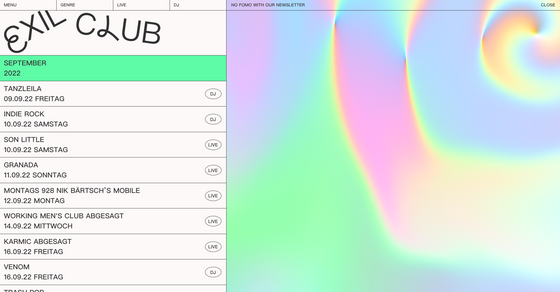 MENU
GENRE
LIVE
DJ
NO FOMO WITH OUR NEWSLETTER
CLOSE
EXIL CLUB
SEPTEMBER
2022
TANZLEILA
09.09.22 FREITAG
DJ
INDIE ROCK
10.09.22 SAMSTAG
DJ
SON LITTLE
10.09.22 SAMSTAG
LIVE
GRANADA
11.09.22 SONNTAG
LIVE
MONTAGS 928 NIK BÄRTSCH'S MOBILE
12.09.22 MONTAG
LIVE
WORKING MEN'S CLUB ABGESAGT
14.09.22 MITTWOCH
LIVE
KARMIC ABGESAGT
16.09.22 FREITAG
LIVE
VENOM
16.09.22 FREITAG
DJ
TRASH POP